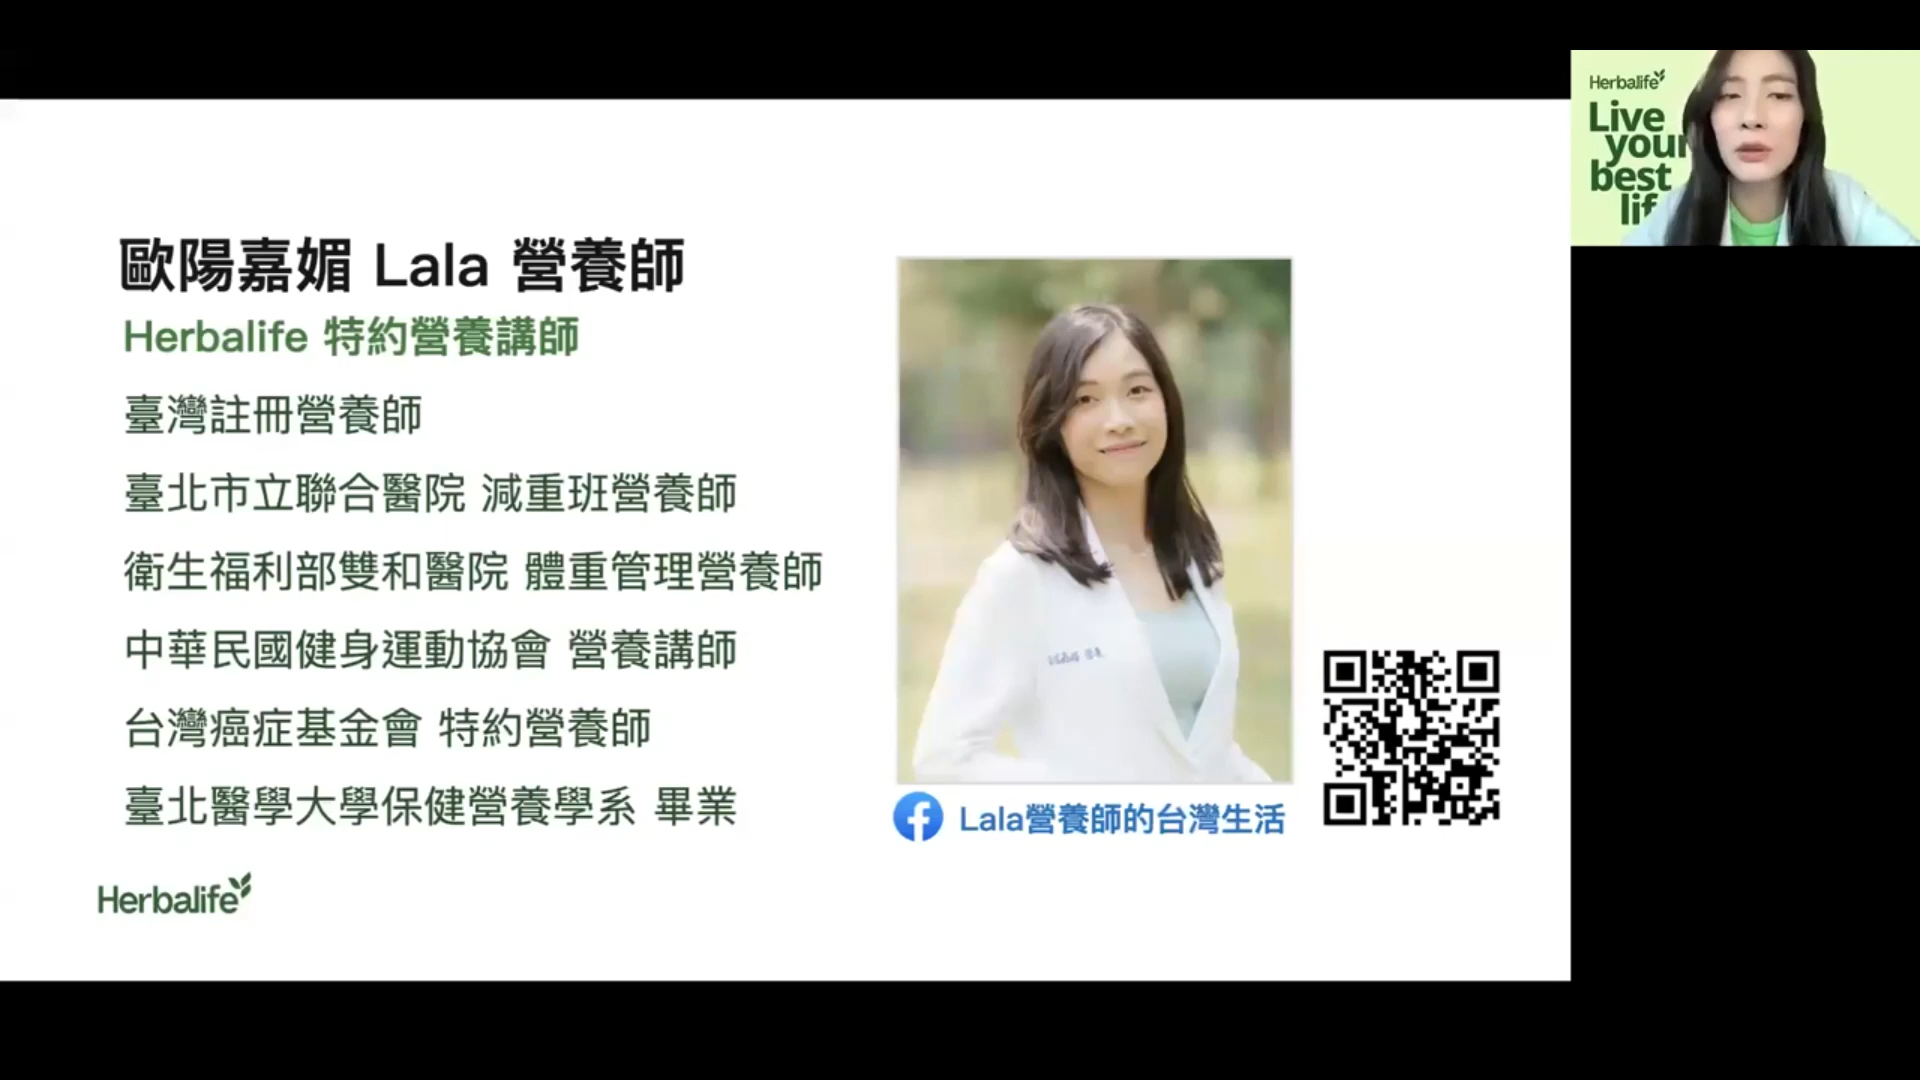 歐陽嘉媚 Lala 營養師
Herbalife 特約營養講師
臺灣註冊營養師
臺北市立聯合醫院 減重班營養師
衛生福利部雙和醫院 體重管理營養師
中華民國健身運動協會 營養講師
台灣癌症基金會 特約營養師
臺北醫學大學保健營養學系 畢業
Herbalife
Lala營養師的台灣生活
Herbalife
Live
your
best
lif